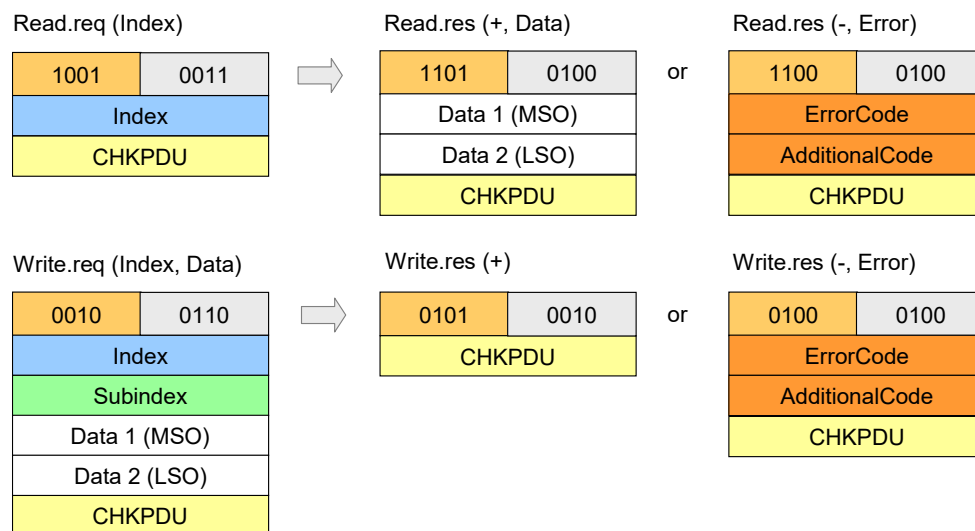 Read.req (Index)
1001 0011
Index
CHKPDU
Read.res (+, Data)
1101 0100
Data 1 (MSO)
Data 2 (LSO)
CHKPDU
or
Read.res (-, Error)
1100 0100
ErrorCode
AdditionalCode
CHKPDU
Write.req (Index, Data)
0010 0110
Index
Subindex
Data 1 (MSO)
Data 2 (LSO)
CHKPDU
Write.res (+)
0101 0010
CHKPDU
or
Write.res (-, Error)
0100 0100
ErrorCode
AdditionalCode
CHKPDU